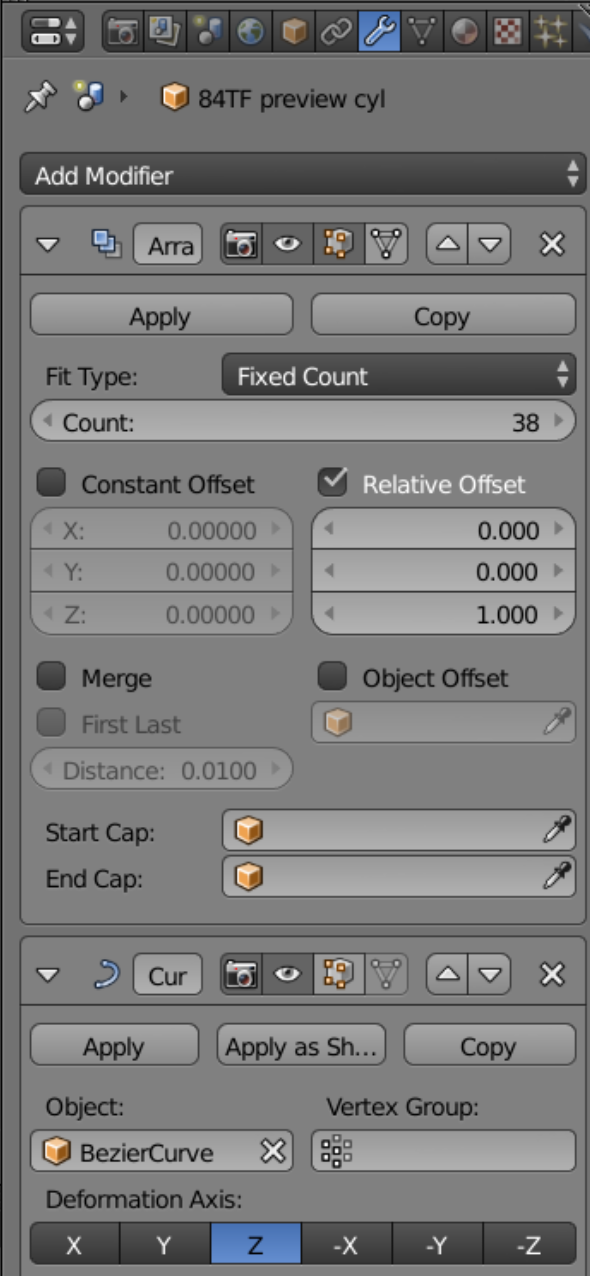 84TF preview cyl
Add Modifier
Arra
Apply Copy
Fit Type: Fixed Count
Count: 38
Constant Offset Relative Offset
X: 0.00000 0.000
Y: 0.00000 0.000
Z: 0.00000 1.000
Merge Object Offset
First Last
Distance: 0.0100
Start Cap:
End Cap:
Cur
Apply Apply as Sh... Copy
Object: Vertex Group:
BezierCurve
Deformation Axis:
X Y Z -X -Y -Z